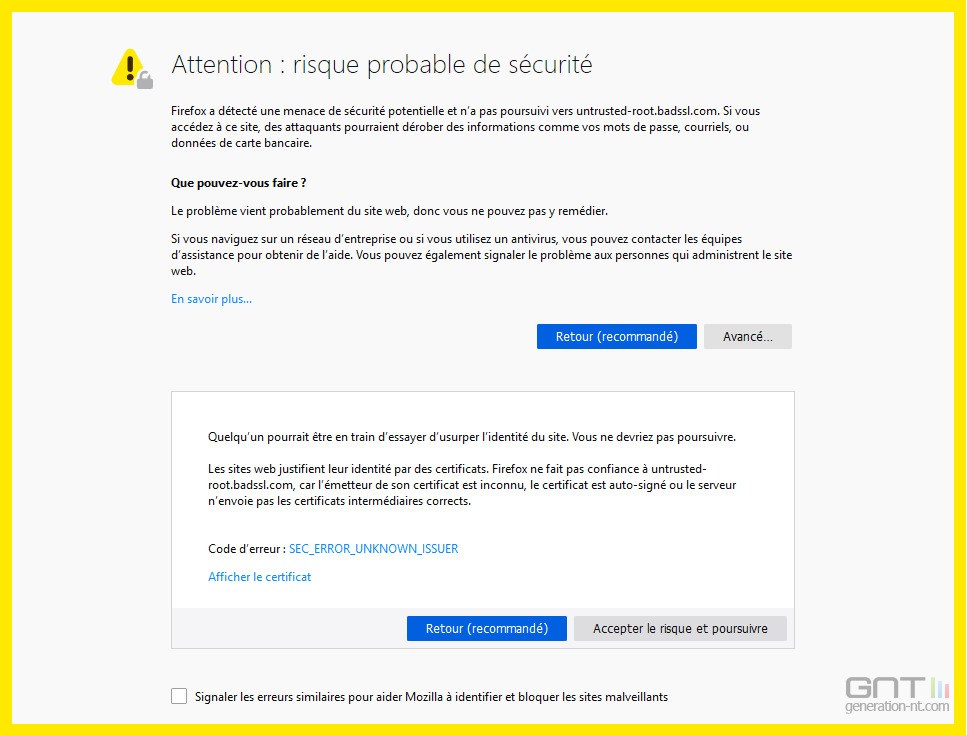 Attention : risque probable de sécurité
Firefox a détecté une menace de sécurité potentielle et n’a pas poursuivi vers untrusted-root.badssl.com. Si vous
accédez à ce site, des attaquants pourraient dérober des informations comme vos mots de passe, courriels, ou
données de carte bancaire.
Que pouvez-vous faire ?
Le problème vient probablement du site web, donc vous ne pouvez pas y remédier.
Si vous naviguez sur un réseau d’entreprise ou si vous utilisez un antivirus, vous pouvez contacter les équipes
d’assistance pour obtenir de l’aide. Vous pouvez également signaler le problème aux personnes qui administrent le site
web.
En savoir plus…
Retour (recommandé)
Avancé…
Quelqu’un pourrait être en train d’essayer d’usurper l’identité du site. Vous ne devriez pas poursuivre.
Les sites web justifient leur identité par des certificats. Firefox ne fait pas confiance à untrusted-
root.badssl.com, car l’émetteur de son certificat est inconnu, le certificat est auto-signé ou le serveur
n’envoie pas les certificats intermédiaires corrects.
Code d’erreur : SEC_ERROR_UNKNOWN_ISSUER
Afficher le certificat
Retour (recommandé)
Accepter le risque et poursuivre
Signaler les erreurs similaires pour aider Mozilla à identifier et bloquer les sites malveillants
GNT
generation-nt.com